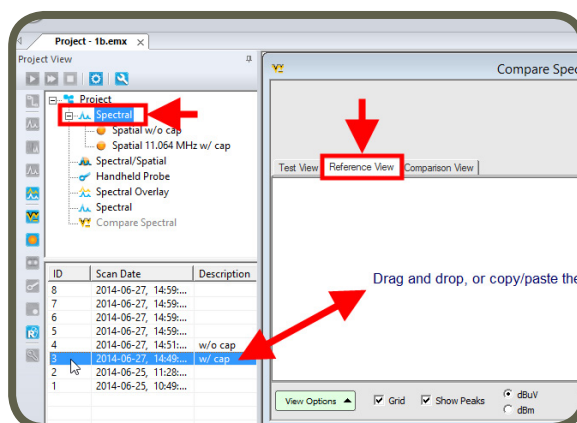 Project - 1b.emx
Project View
Project
Spectral
Spatial w/o cap
Spatial 11.064 MHz w/ cap
Spectral/Spatial
Handheld Probe
Spectral Overlay
Spectral
Compare Spectral
ID Scan Date Description
8 2014-06-27, 14:59:...
7 2014-06-27, 14:59:...
6 2014-06-27, 14:59:...
5 2014-06-27, 14:59:...
4 2014-06-27, 14:51:... w/o cap
3 2014-06-27, 14:49:... w/ cap
2 2014-06-25, 11:28:...
1 2014-06-25, 10:49:...
Compare Spec
Test View Reference View Comparison View
Drag and drop, or copy/paste the
View Options Grid Show Peaks dBuV
dBm